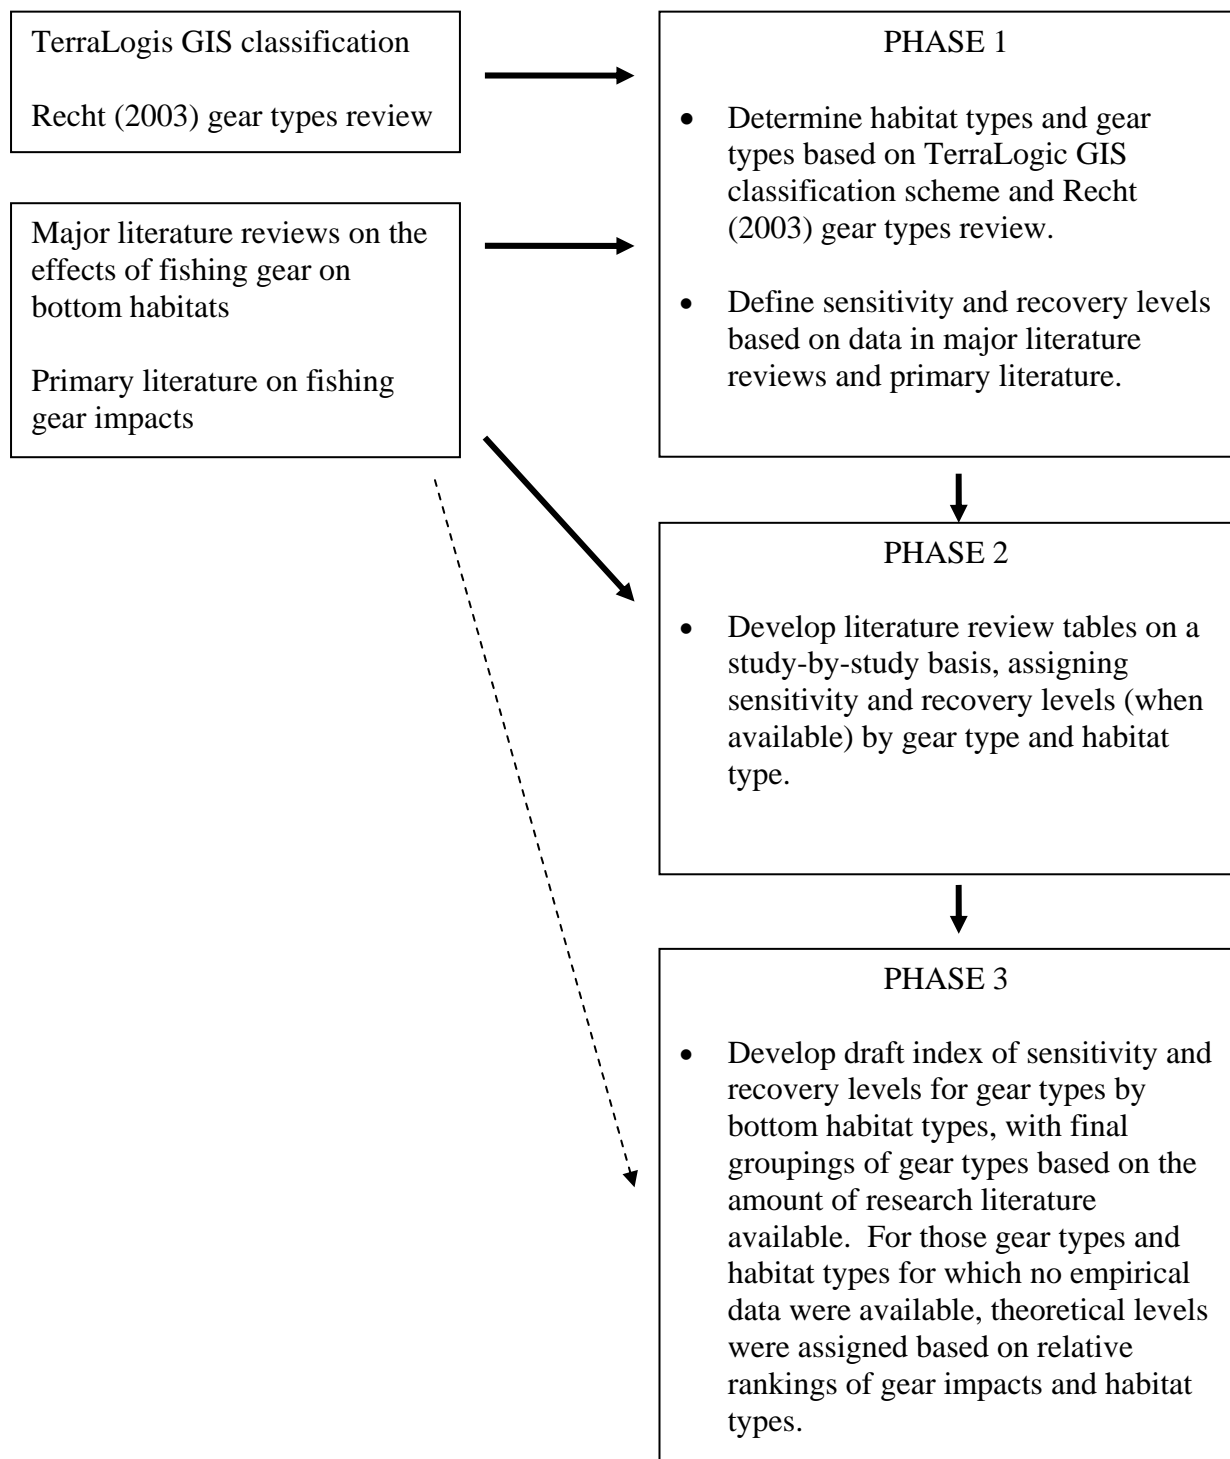 TerraLogis GIS classification
Recht (2003) gear types review
Major literature reviews on the
effects of fishing gear on
bottom habitats
Primary literature on fishing
gear impacts
PHASE 1
• Determine habitat types and gear
types based on TerraLogic GIS
classification scheme and Recht
(2003) gear types review.
• Define sensitivity and recovery levels
based on data in major literature
reviews and primary literature.
PHASE 2
• Develop literature review tables on a
study-by-study basis, assigning
sensitivity and recovery levels (when
available) by gear type and habitat
type.
PHASE 3
• Develop draft index of sensitivity and
recovery levels for gear types by
bottom habitat types, with final
groupings of gear types based on the
amount of research literature
available.  For those gear types and
habitat types for which no empirical
data were available, theoretical levels
were assigned based on relative
rankings of gear impacts and habitat
types.